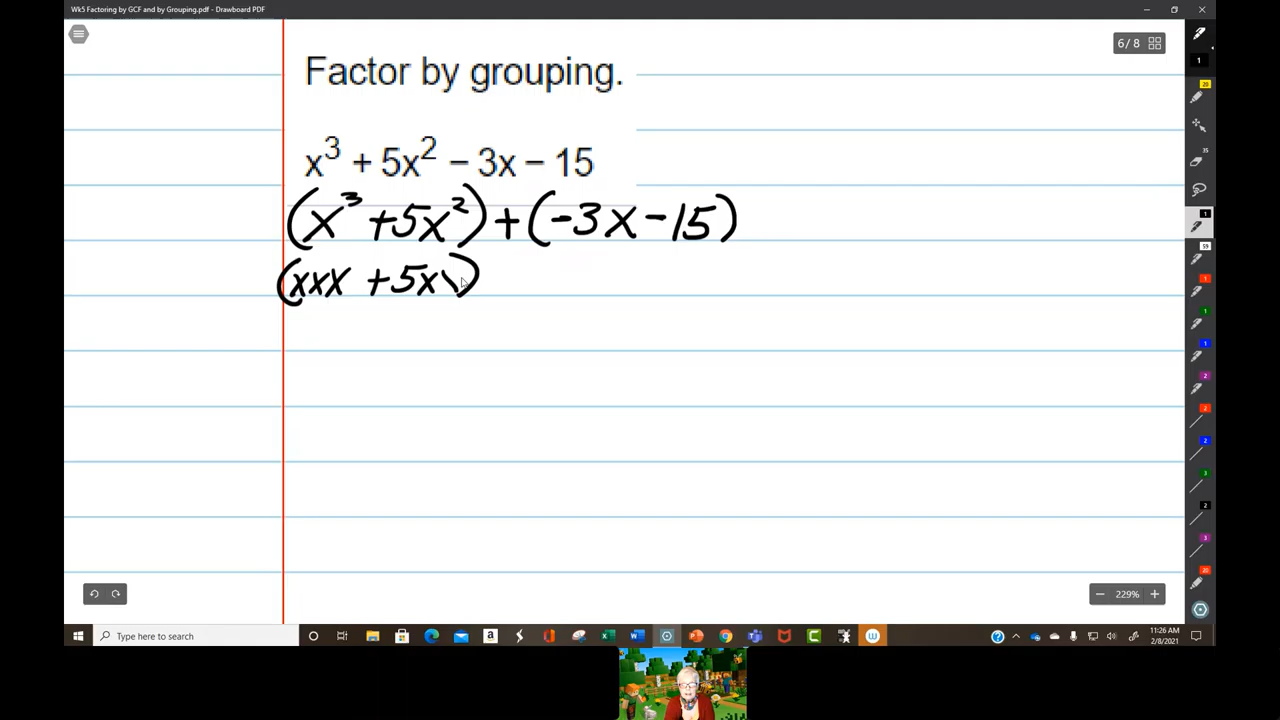 Wk5 Factoring by GCF and by Grouping.pdf - Drawboard PDF
6 / 8
Factor by grouping.
x³ + 5x² − 3x − 15
(x³ +5x²)+(-3x-15)
(xxx +5x\)
229%
Type here to search
11:26 AM
2/8/2021